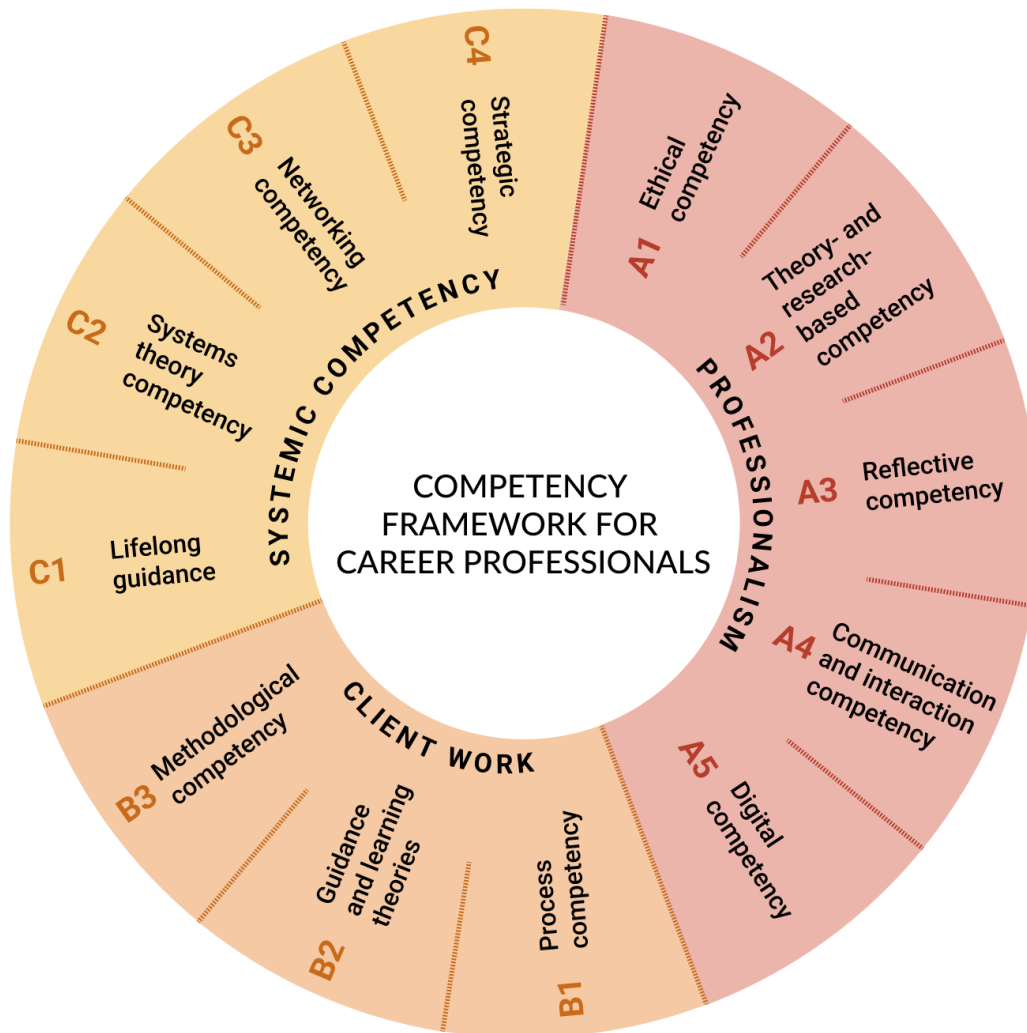 COMPETENCY
FRAMEWORK FOR
CAREER PROFESSIONALS
PROFESSIONALISM
A1
Ethical
competency
A2
Theory- and
research-
based
competency
A3
Reflective
competency
A4
Communication
and interaction
competency
A5
Digital
competency
CLIENT WORK
B1
Process
competency
B2
Guidance
and learning
theories
B3
Methodological
competency
SYSTEMIC COMPETENCY
C1
Lifelong
guidance
C2
Systems
theory
competency
C3
Networking
competency
C4
Strategic
competency